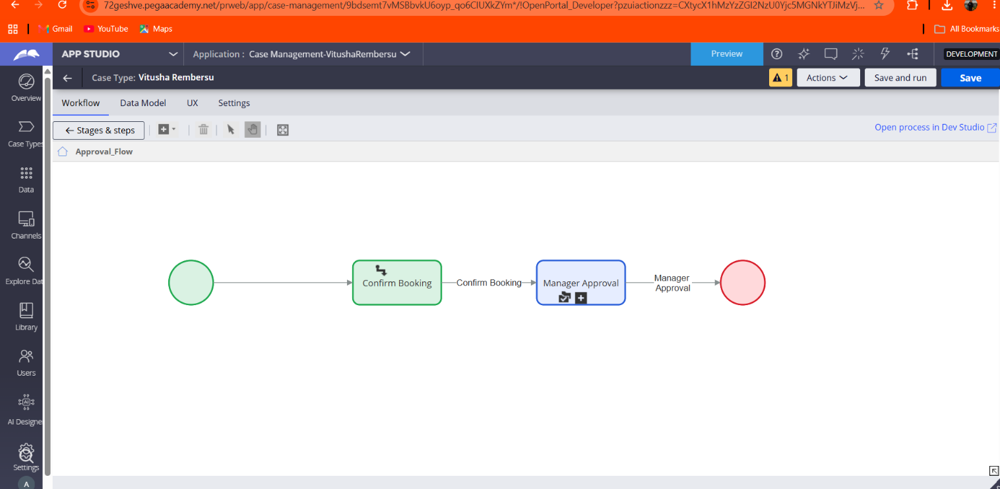 72geshve.pegaacademy.net/prweb/app/case-management/9bdsemt7vMSBbvkU6oyp_qo6CIUXkZYm*/!OpenPortal_Developer?pzuiactionzzz=CXtycX1hMzYzZGI2NzU0Yjc5MGNkYTJiMzVj...
Gmail YouTube Maps All Bookmarks
APP STUDIO Application : Case Management-VitushaRembersu Preview DEVELOPMENT
Case Type: Vitusha Rembersu 1 Actions Save and run Save
Overview
Workflow Data Model UX Settings
Stages & steps Open process in Dev Studio
Case Types
Approval_Flow
Data
Channels
Explore Dat
Library
Users
AI Designe
Settings
A
Confirm Booking
Confirm Booking
Manager Approval
AI
Manager
Approval